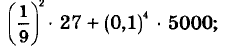 (1/9)² · 27 + (0,1)⁴ · 5000;